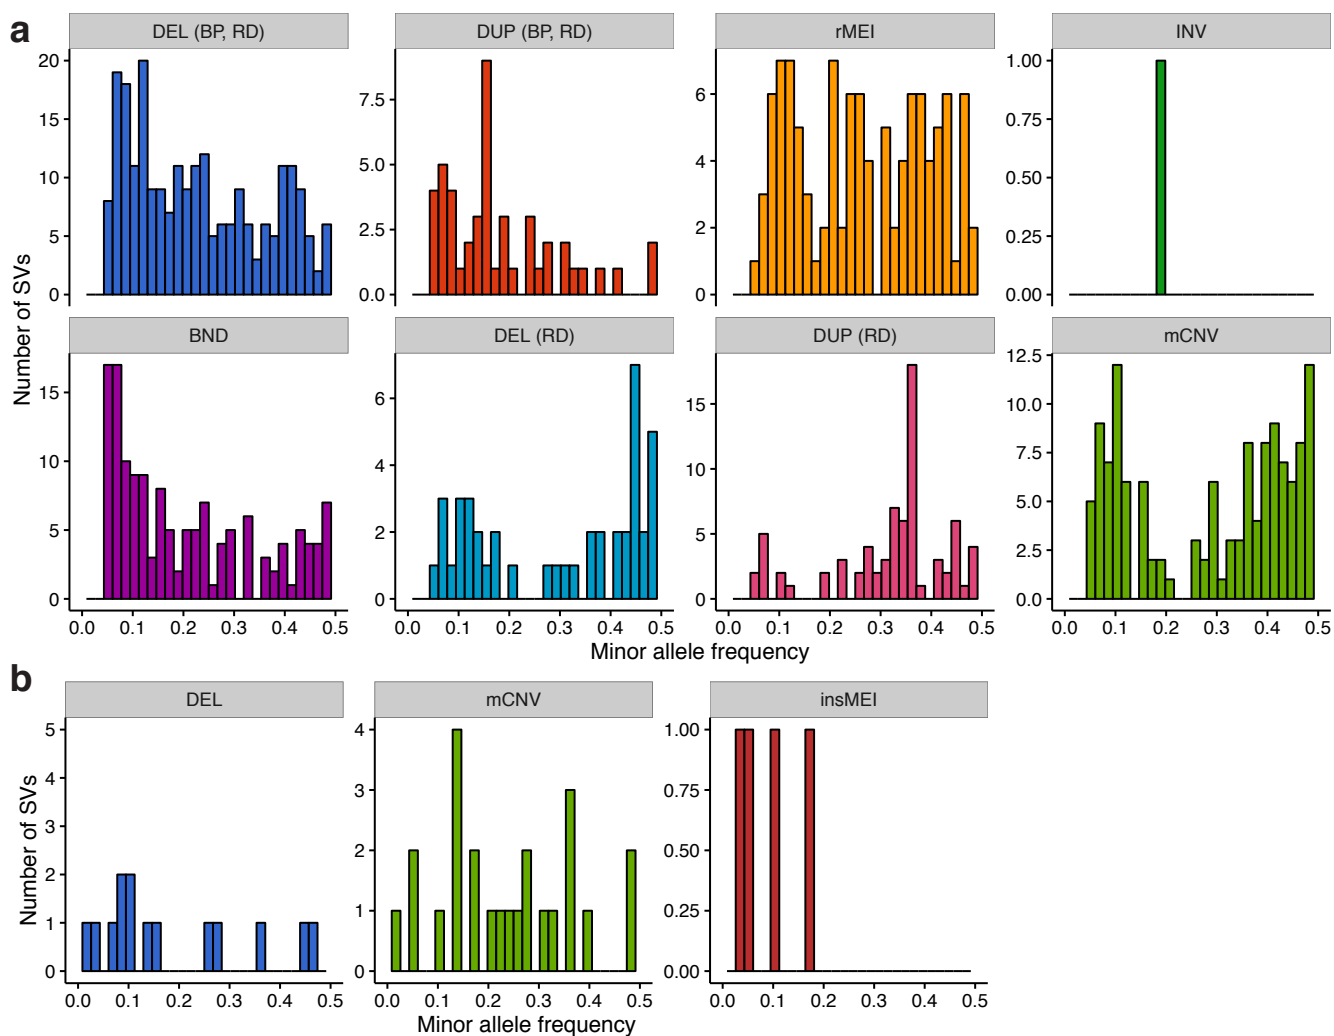 a
DEL (BP, RD)
DUP (BP, RD)
rMEI
INV
20
15
10
5
0
7.5
5.0
2.5
0.0
6
4
2
0
1.00
0.75
0.50
0.25
0.00
Number of SVs
BND
DEL (RD)
DUP (RD)
mCNV
15
10
5
0
6
4
2
0
15
10
5
0
12.5
10.0
7.5
5.0
2.5
0.0
0.0 0.1 0.2 0.3 0.4 0.5
0.0 0.1 0.2 0.3 0.4 0.5
0.0 0.1 0.2 0.3 0.4 0.5
0.0 0.1 0.2 0.3 0.4 0.5
Minor allele frequency
b
DEL
mCNV
insMEI
5
4
3
2
1
0
4
3
2
1
0
1.00
0.75
0.50
0.25
0.00
Number of SVs
0.0 0.1 0.2 0.3 0.4 0.5
0.0 0.1 0.2 0.3 0.4 0.5
0.0 0.1 0.2 0.3 0.4 0.5
Minor allele frequency